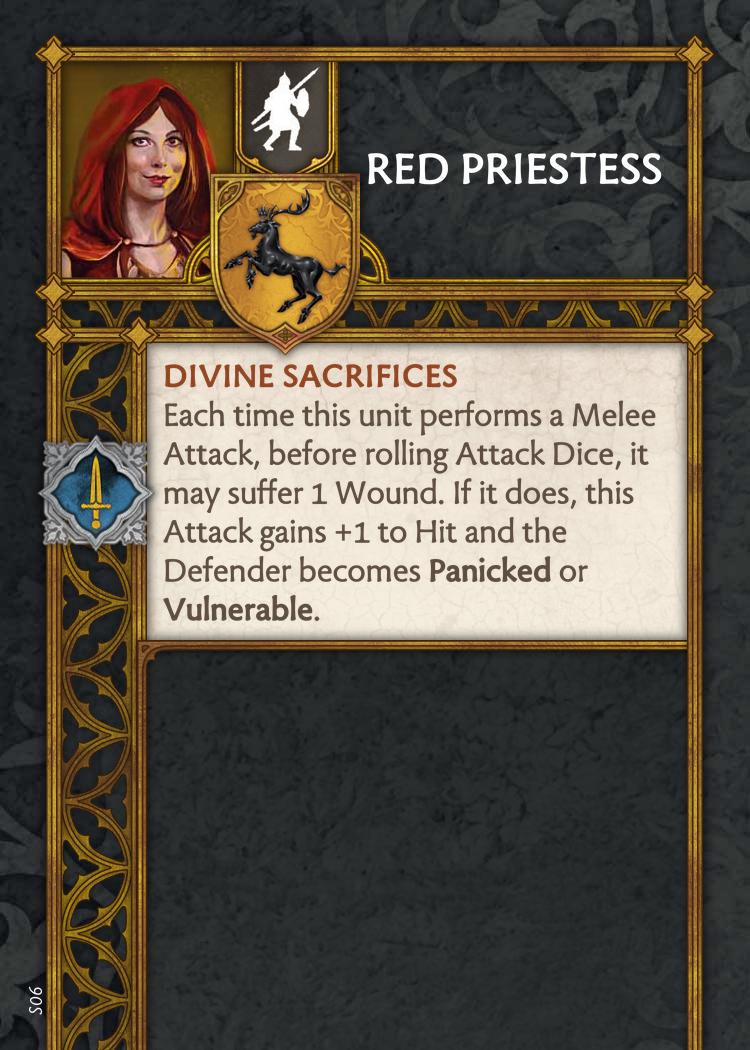 RED PRIESTESS
DIVINE SACRIFICES
Each time this unit performs a Melee
Attack, before rolling Attack Dice, it
may suffer 1 Wound. If it does, this
Attack gains +1 to Hit and the
Defender becomes Panicked or
Vulnerable.
S06